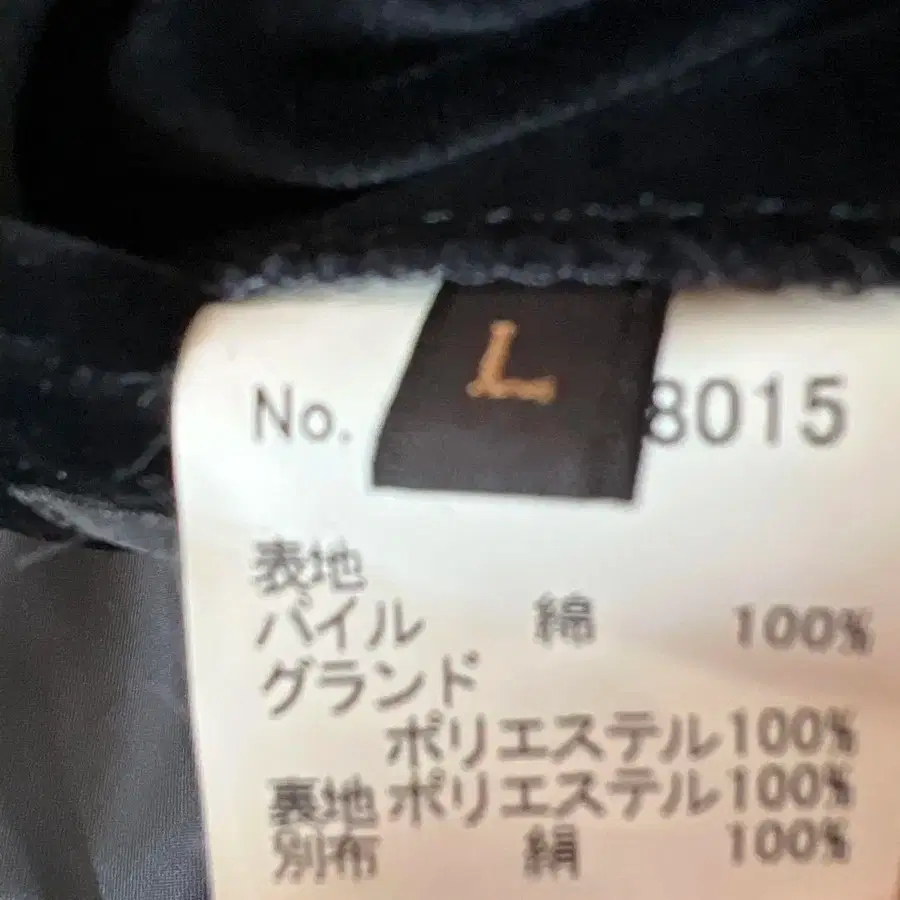 L
No. 8015
表地
パイル 綿 100%
グランド
ポリエステル100%
裏地 ポリエステル100%
別布 絹 100%